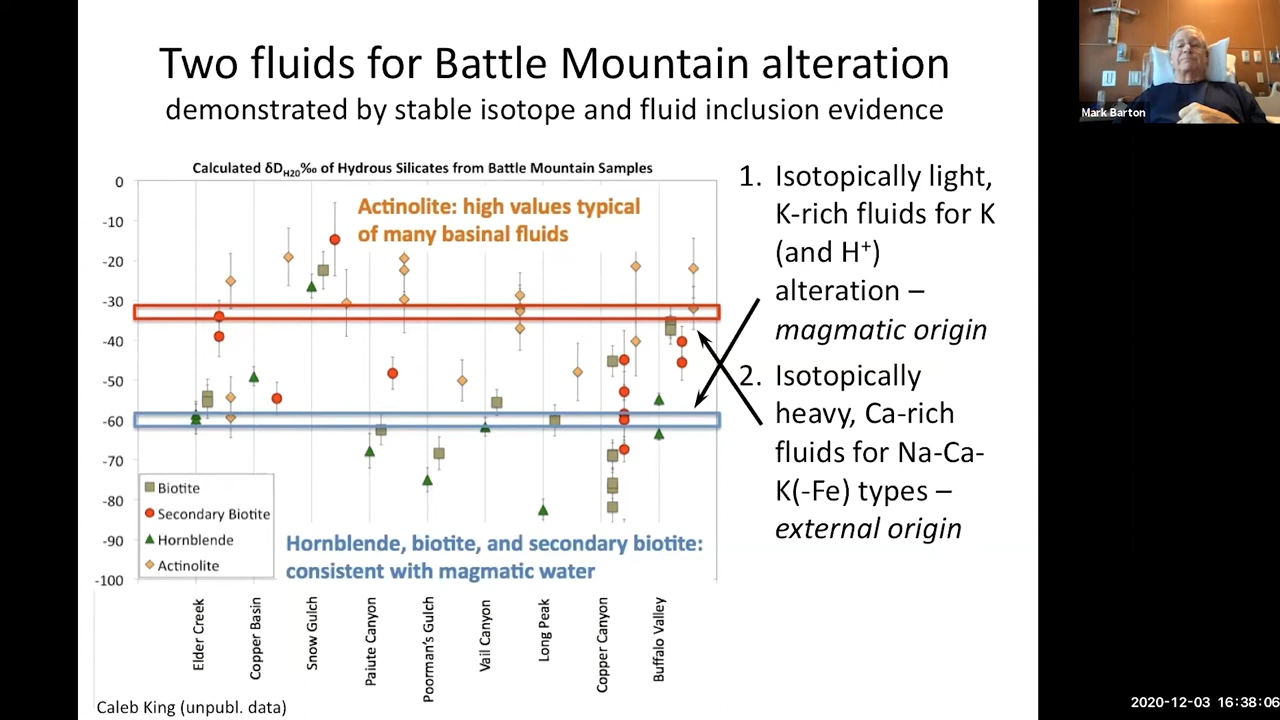 Two fluids for Battle Mountain alteration
demonstrated by stable isotope and fluid inclusion evidence
Calculated δD_H2O‰ of Hydrous Silicates from Battle Mountain Samples
0
-10
-20
-30
-40
-50
-60
-70
-80
-90
-100
Actinolite: high values typical
of many basinal fluids
Biotite
Secondary Biotite
Hornblende
Actinolite
Hornblende, biotite, and secondary biotite:
consistent with magmatic water
Elder Creek
Copper Basin
Snow Gulch
Paiute Canyon
Poorman's Gulch
Vail Canyon
Long Peak
Copper Canyon
Buffalo Valley
Caleb King (unpubl. data)
1. Isotopically light,
K-rich fluids for K
(and H⁺)
alteration –
magmatic origin
2. Isotopically
heavy, Ca-rich
fluids for Na-Ca-
K(-Fe) types –
external origin
Mark Barton
2020-12-03 16:38:06